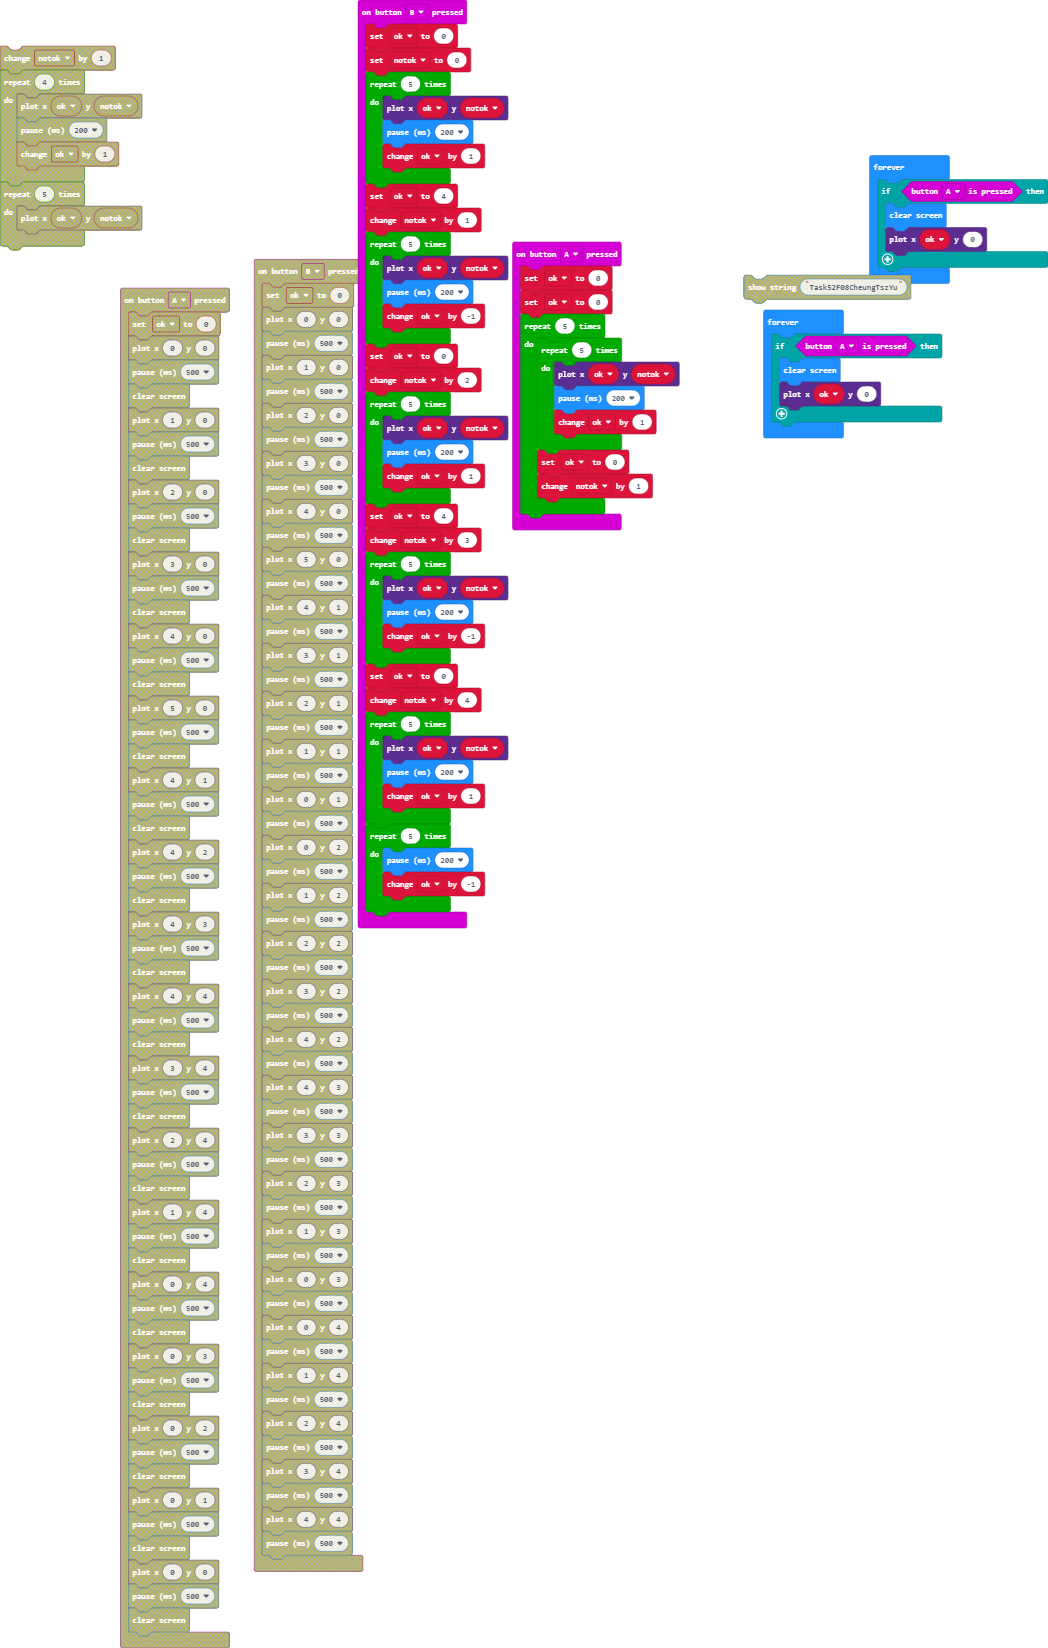 change notok by 1
repeat 4 times
do
plot x ok y notok
pause (ms) 200
change ok by 1
repeat 5 times
do
plot x ok y notok
on button A pressed
set ok to 0
plot x 0 y 0
pause (ms) 500
clear screen
plot x 1 y 0
pause (ms) 500
clear screen
plot x 2 y 0
pause (ms) 500
clear screen
plot x 3 y 0
pause (ms) 500
clear screen
plot x 4 y 0
pause (ms) 500
clear screen
plot x 5 y 0
pause (ms) 500
clear screen
plot x 4 y 1
pause (ms) 500
clear screen
plot x 4 y 2
pause (ms) 500
clear screen
plot x 4 y 3
pause (ms) 500
clear screen
plot x 4 y 4
pause (ms) 500
clear screen
plot x 3 y 4
pause (ms) 500
clear screen
plot x 2 y 4
pause (ms) 500
clear screen
plot x 1 y 4
pause (ms) 500
clear screen
plot x 0 y 4
pause (ms) 500
clear screen
plot x 0 y 3
pause (ms) 500
clear screen
plot x 0 y 2
pause (ms) 500
clear screen
plot x 0 y 1
pause (ms) 500
clear screen
plot x 0 y 0
pause (ms) 500
clear screen
on button B pressed
set ok to 0
plot x 0 y 0
pause (ms) 500
plot x 1 y 0
pause (ms) 500
plot x 2 y 0
pause (ms) 500
plot x 3 y 0
pause (ms) 500
plot x 4 y 0
pause (ms) 500
plot x 5 y 0
pause (ms) 500
plot x 4 y 1
pause (ms) 500
plot x 3 y 1
pause (ms) 500
plot x 2 y 1
pause (ms) 500
plot x 1 y 1
pause (ms) 500
plot x 0 y 1
pause (ms) 500
plot x 0 y 2
pause (ms) 500
plot x 1 y 2
pause (ms) 500
plot x 2 y 2
pause (ms) 500
plot x 3 y 2
pause (ms) 500
plot x 4 y 2
pause (ms) 500
plot x 4 y 3
pause (ms) 500
plot x 3 y 3
pause (ms) 500
plot x 2 y 3
pause (ms) 500
plot x 1 y 3
pause (ms) 500
plot x 0 y 3
pause (ms) 500
plot x 0 y 4
pause (ms) 500
plot x 1 y 4
pause (ms) 500
plot x 2 y 4
pause (ms) 500
plot x 3 y 4
pause (ms) 500
plot x 4 y 4
pause (ms) 500
on button B pressed
set ok to 0
set notok to 0
repeat 5 times
do
plot x ok y notok
pause (ms) 200
change ok by 1
set ok to 4
change notok by 1
repeat 5 times
do
plot x ok y notok
pause (ms) 200
change ok by -1
set ok to 0
change notok by 2
repeat 5 times
do
plot x ok y notok
pause (ms) 200
change ok by 1
set ok to 4
change notok by 3
repeat 5 times
do
plot x ok y notok
pause (ms) 200
change ok by -1
set ok to 0
change notok by 4
repeat 5 times
do
plot x ok y notok
pause (ms) 200
change ok by 1
repeat 5 times
do
pause (ms) 200
change ok by -1
on button A pressed
set ok to 0
set ok to 0
repeat 5 times
do
repeat 5 times
do
plot x ok y notok
pause (ms) 200
change ok by 1
set ok to 0
change notok by 1
forever
if button A is pressed then
clear screen
plot x ok y 0
show string "Task52F08CheungTszYu"
forever
if button A is pressed then
clear screen
plot x ok y 0